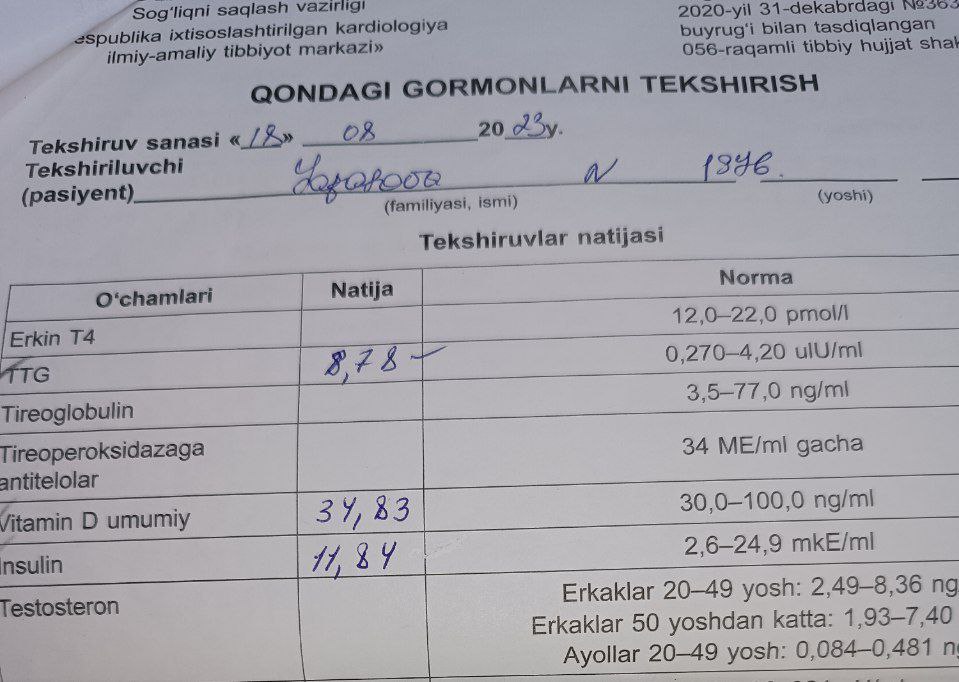 Sog‘liqni saqlash vazirligi
espublika ixtisoslashtirilgan kardiologiya
ilmiy-amaliy tibbiyot markazi»
2020-yil 31-dekabrdagi №363
buyrug‘i bilan tasdiqlangan
056-raqamli tibbiy hujjat shak
QONDAGI GORMONLARNI TEKSHIRISH
Tekshiruv sanasi «18» 08 2023y.
Tekshiriluvchi
(pasiyent) N 1976.
(familiyasi, ismi) (yoshi)
Tekshiruvlar natijasi
O‘chamlari Natija Norma
Erkin T4 12,0–22,0 pmol/l
TTG 8,78 – 0,270–4,20 uIU/ml
Tireoglobulin 3,5–77,0 ng/ml
Tireoperoksidazaga
antitelolar 34 ME/ml gacha
Vitamin D umumiy 34,83 30,0–100,0 ng/ml
Insulin 11,84 2,6–24,9 mkE/ml
Testosteron Erkaklar 20–49 yosh: 2,49–8,36 ng
Erkaklar 50 yoshdan katta: 1,93–7,40
Ayollar 20–49 yosh: 0,084–0,481 n